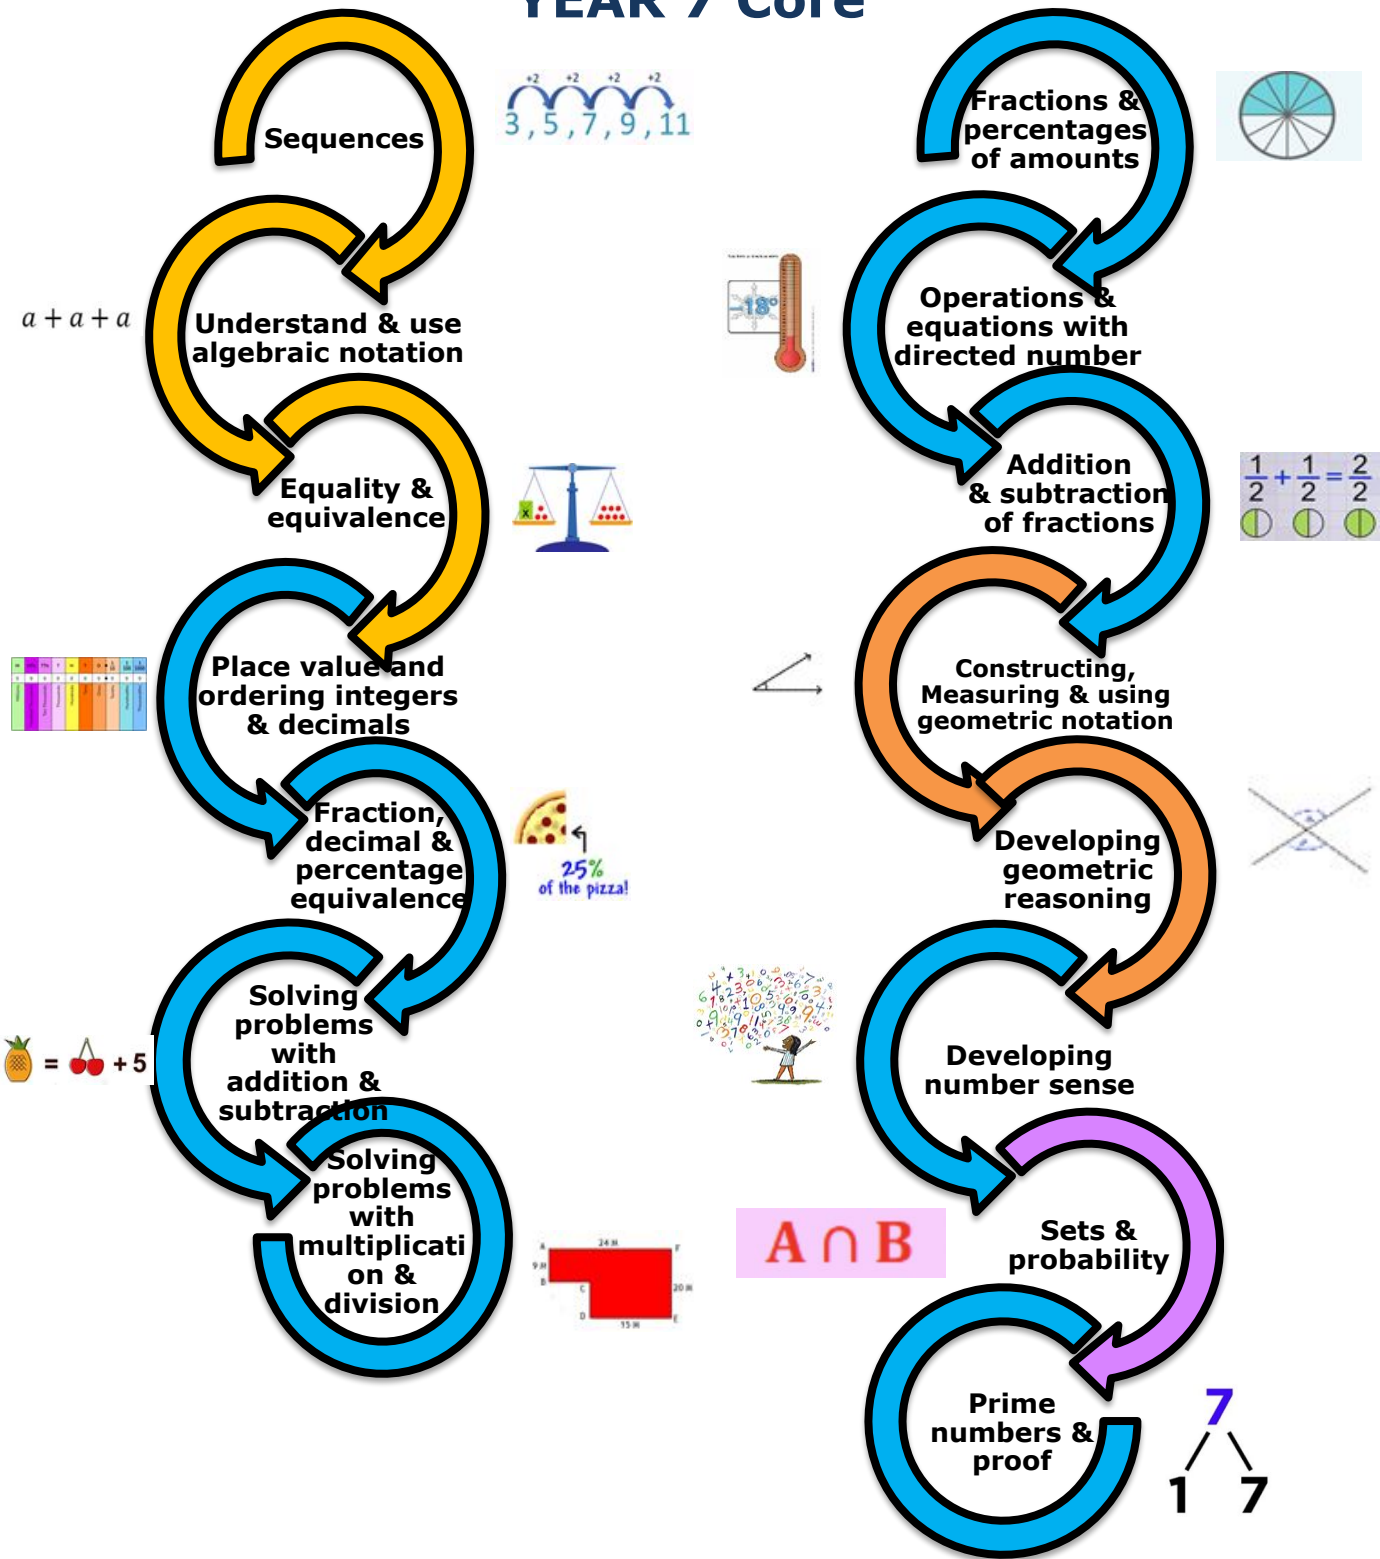 YEAR 7 Core
Sequences
+2 +2 +2 +2
3 , 5 , 7 , 9 , 11
a + a + a
Understand & use
algebraic notation
Equality &
equivalence
x
Place value and
ordering integers
& decimals
Fraction,
decimal &
percentage
equivalence
25%
of the pizza!
Solving
problems
with
addition &
subtraction
= + 5
Solving
problems
with
multiplicati
on &
division
A 24 M F
9 M
B C 20 M
D E
15 M
Fractions &
percentages
of amounts
Operations &
equations with
directed number
-18°
Addition
& subtraction
of fractions
1/2 + 1/2 = 2/2
Constructing,
Measuring & using
geometric notation
Developing
geometric
reasoning
Developing
number sense
Sets &
probability
A ∩ B
Prime
numbers &
proof
7
1 7